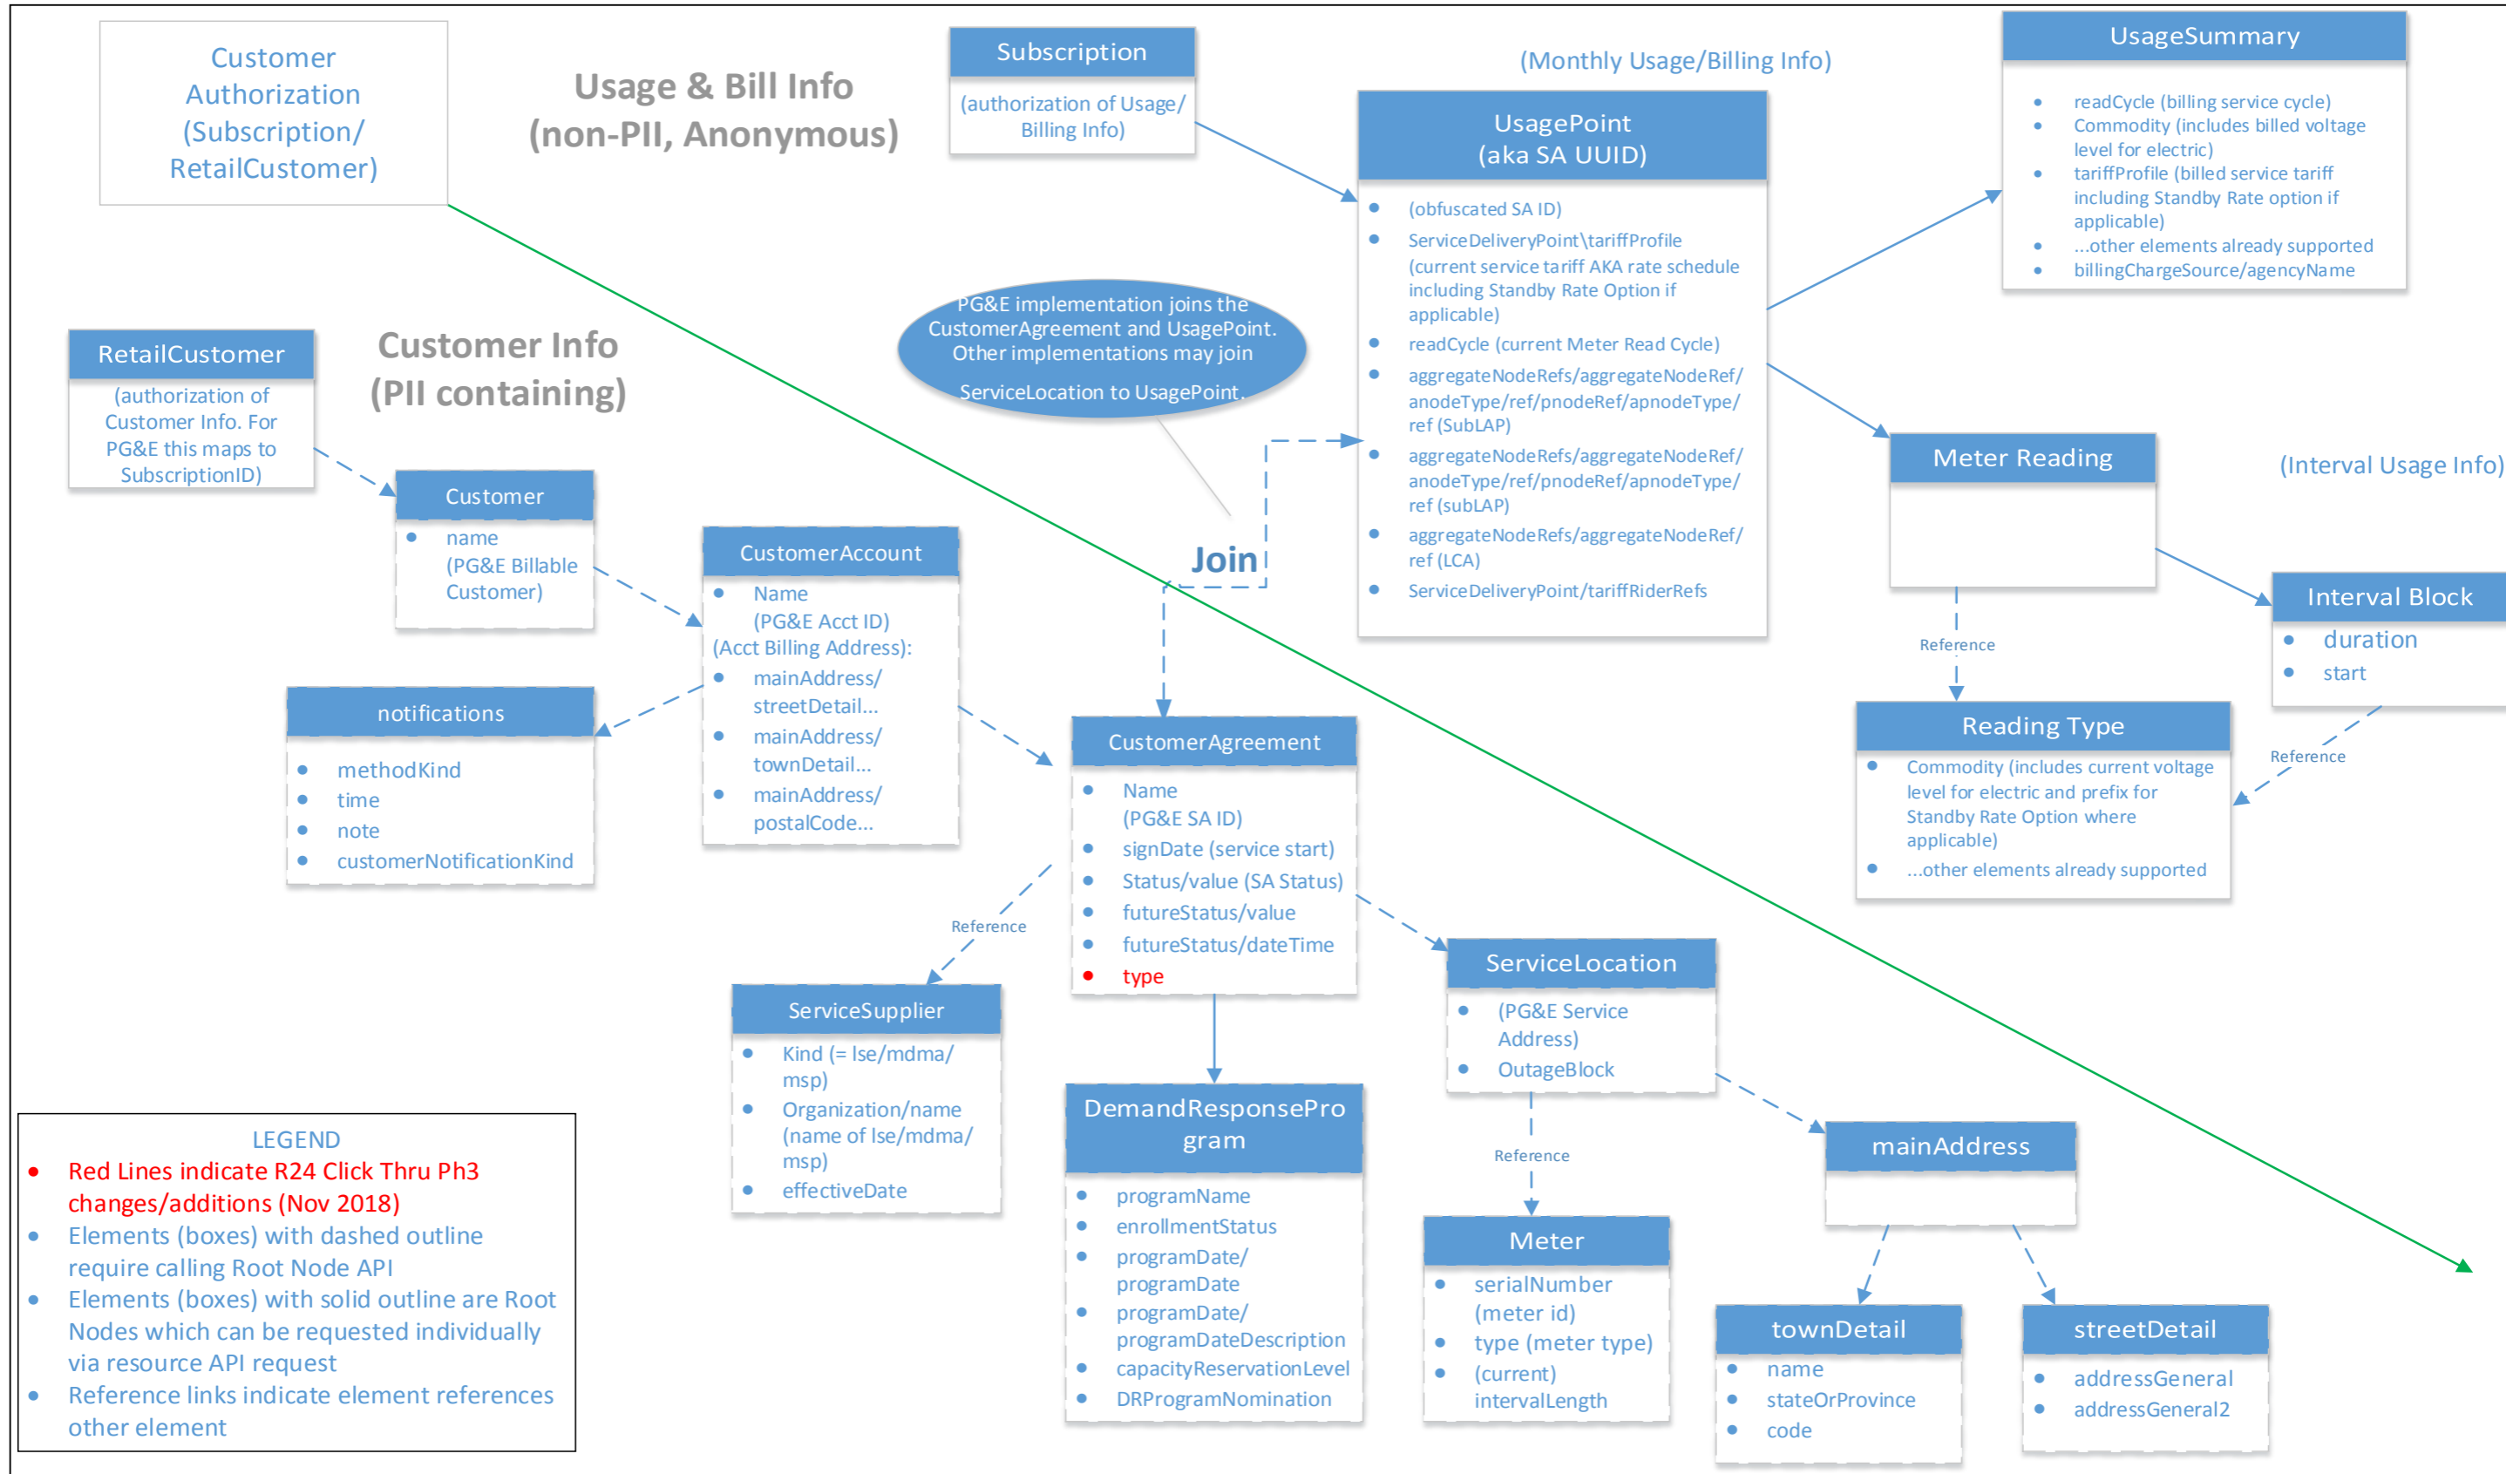 Customer
Authorization
(Subscription/
RetailCustomer)
Usage & Bill Info
(non-PII, Anonymous)
Subscription
(authorization of Usage/
Billing Info)
(Monthly Usage/Billing Info)
UsagePoint
(aka SA UUID)
(obfuscated SA ID)
ServiceDeliveryPoint\tariffProfile
(current service tariff AKA rate schedule
including Standby Rate Option if
applicable)
readCycle (current Meter Read Cycle)
aggregateNodeRefs/aggregateNodeRef/
anodeType/ref/pnodeRef/apnodeType/
ref (SubLAP)
aggregateNodeRefs/aggregateNodeRef/
anodeType/ref/pnodeRef/apnodeType/
ref (subLAP)
aggregateNodeRefs/aggregateNodeRef/
ref (LCA)
ServiceDeliveryPoint/tariffRiderRefs
UsageSummary
readCycle (billing service cycle)
Commodity (includes billed voltage
level for electric)
tariffProfile (billed service tariff
including Standby Rate option if
applicable)
...other elements already supported
billingChargeSource/agencyName
PG&E implementation joins the
CustomerAgreement and UsagePoint.
Other implementations may join
ServiceLocation to UsagePoint.
Join
RetailCustomer
(authorization of
Customer Info. For
PG&E this maps to
SubscriptionID)
Customer Info
(PII containing)
Customer
name
(PG&E Billable
Customer)
CustomerAccount
Name
(PG&E Acct ID)
(Acct Billing Address):
mainAddress/
streetDetail...
mainAddress/
townDetail...
mainAddress/
postalCode...
notifications
methodKind
time
note
customerNotificationKind
Meter Reading
(Interval Usage Info)
Interval Block
duration
start
Reference
Reference
Reading Type
Commodity (includes current voltage
level for electric and prefix for
Standby Rate Option where
applicable)
...other elements already supported
CustomerAgreement
Name
(PG&E SA ID)
signDate (service start)
Status/value (SA Status)
futureStatus/value
futureStatus/dateTime
type
Reference
ServiceSupplier
Kind (= lse/mdma/
msp)
Organization/name
(name of lse/mdma/
msp)
effectiveDate
DemandResponsePro
gram
programName
enrollmentStatus
programDate/
programDate
programDate/
programDateDescription
capacityReservationLevel
DRProgramNomination
ServiceLocation
(PG&E Service
Address)
OutageBlock
Reference
Meter
serialNumber
(meter id)
type (meter type)
(current)
intervalLength
mainAddress
townDetail
name
stateOrProvince
code
streetDetail
addressGeneral
addressGeneral2
LEGEND
Red Lines indicate R24 Click Thru Ph3
changes/additions (Nov 2018)
Elements (boxes) with dashed outline
require calling Root Node API
Elements (boxes) with solid outline are Root
Nodes which can be requested individually
via resource API request
Reference links indicate element references
other element